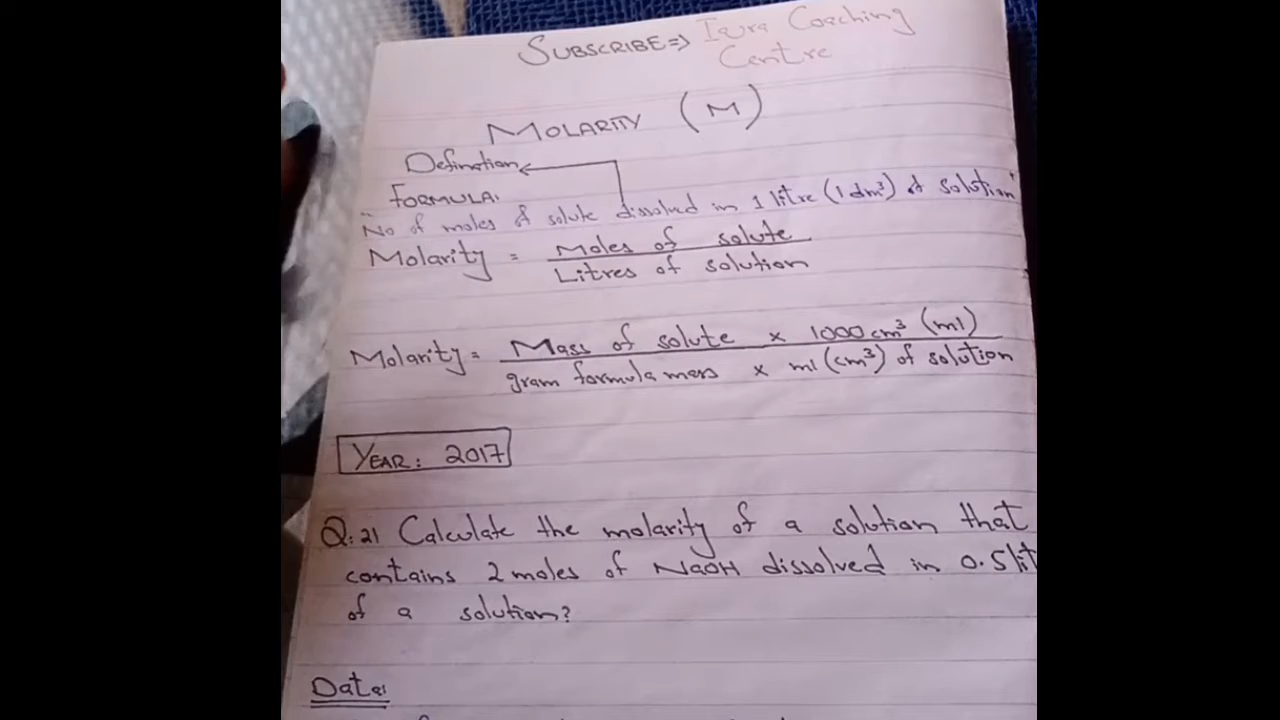 SUBSCRIBE => Iqra Coaching
Centre
MOLARITY (M)
Definition
FORMULA:
"No of moles of solute dissolved in 1 litre (1 dm³) of solution"
Molarity = Moles of solute
Litres of solution
Molarity = Mass of solute x 1000 cm³ (ml)
gram formula mass x ml (cm³) of solution
YEAR: 2017
Q:21 Calculate the molarity of a solution that
contains 2 moles of NaOH dissolved in 0.5 lit
of a solution?
Data: